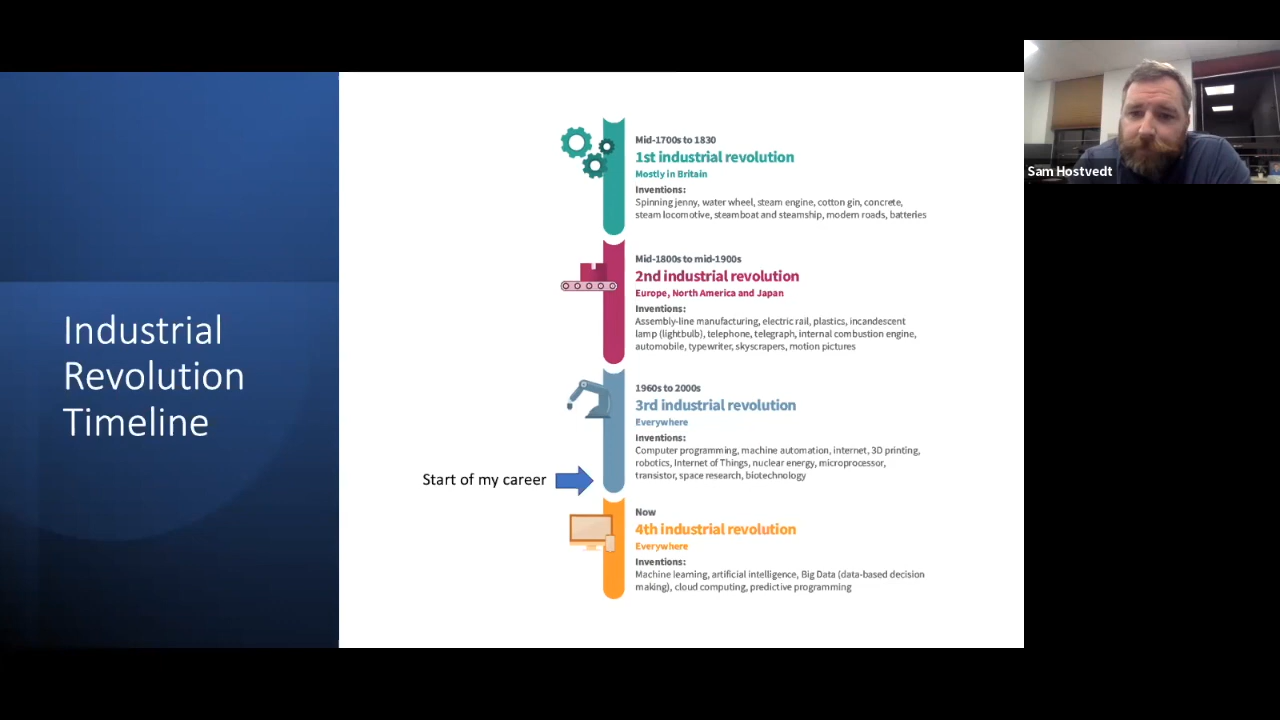 Industrial
Revolution
Timeline
Mid-1700s to 1830
1st industrial revolution
Mostly in Britain
Inventions:
Spinning jenny, water wheel, steam engine, cotton gin, concrete,
steam locomotive, steamboat and steamship, modern roads, batteries
Mid-1800s to mid-1900s
2nd industrial revolution
Europe, North America and Japan
Inventions:
Assembly-line manufacturing, electric rail, plastics, incandescent
lamp (lightbulb), telephone, telegraph, internal combustion engine,
automobile, typewriter, skyscrapers, motion pictures
1960s to 2000s
3rd industrial revolution
Everywhere
Inventions:
Computer programming, machine automation, internet, 3D printing,
robotics, Internet of Things, nuclear energy, microprocessor,
transistor, space research, biotechnology
Start of my career
Now
4th industrial revolution
Everywhere
Inventions:
Machine learning, artificial intelligence, Big Data (data-based decision
making), cloud computing, predictive programming
Sam Hostvedt